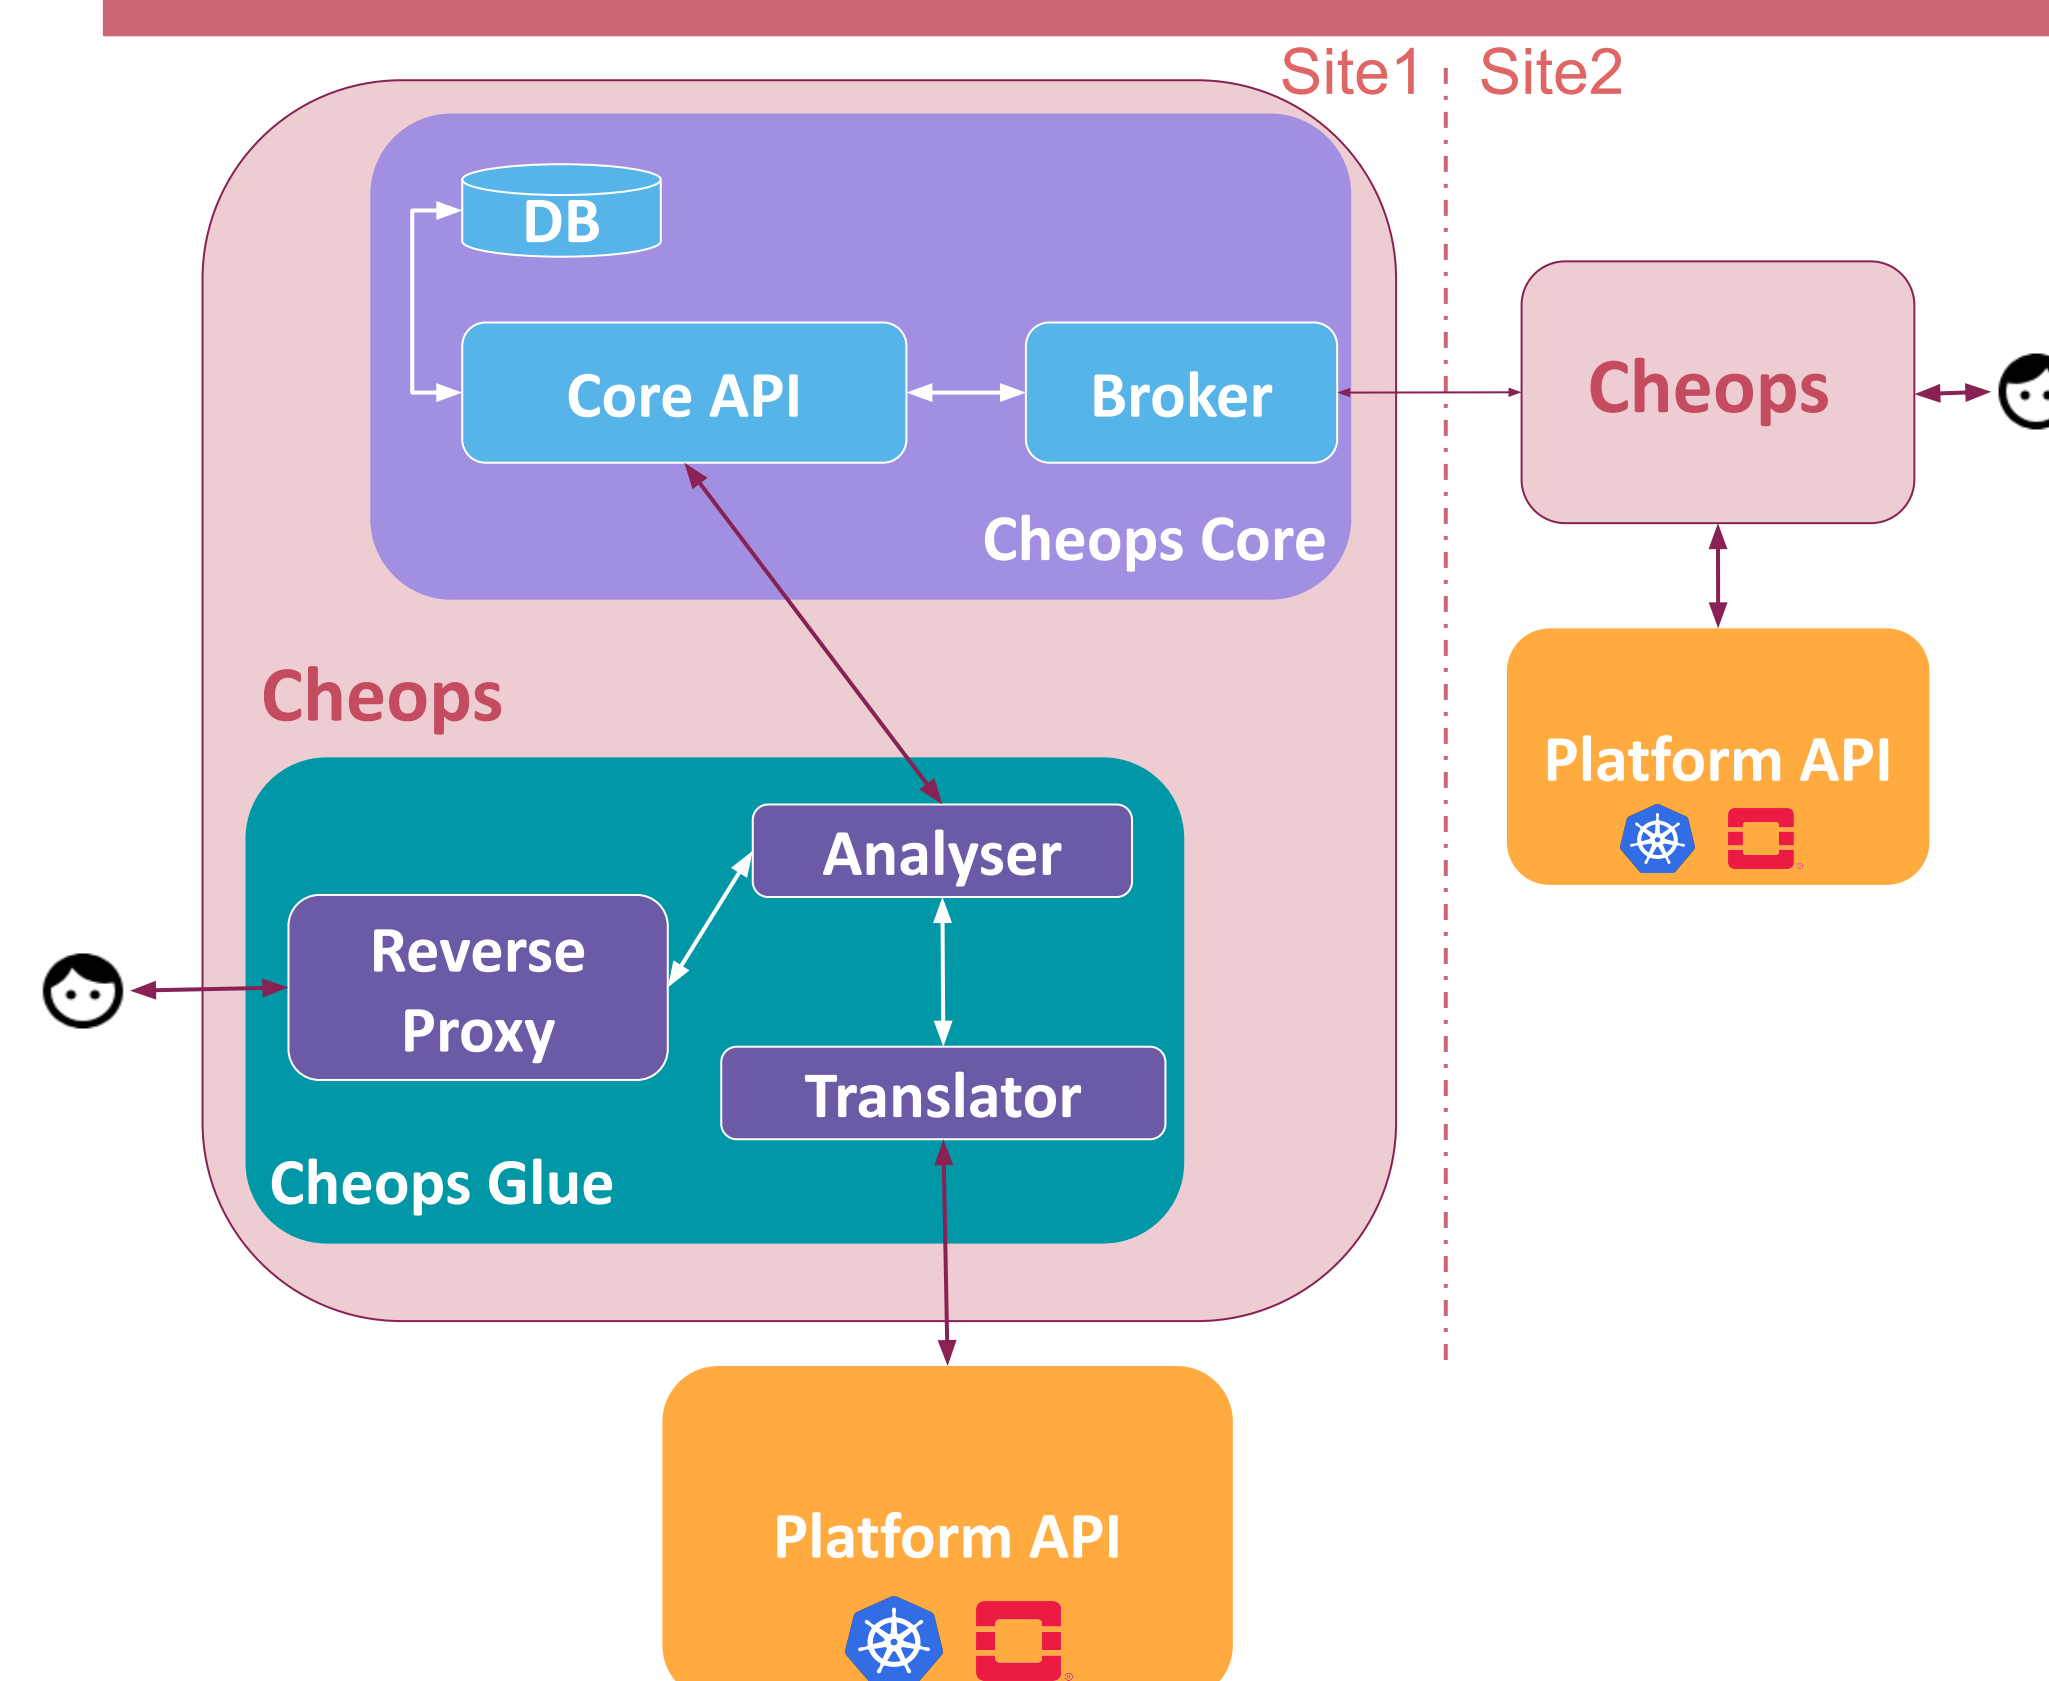 Site1
Site2
DB
Core API
Broker
Cheops Core
Cheops
Cheops
Platform API
®
Analyser
Reverse
Proxy
Translator
Cheops Glue
Platform API
®